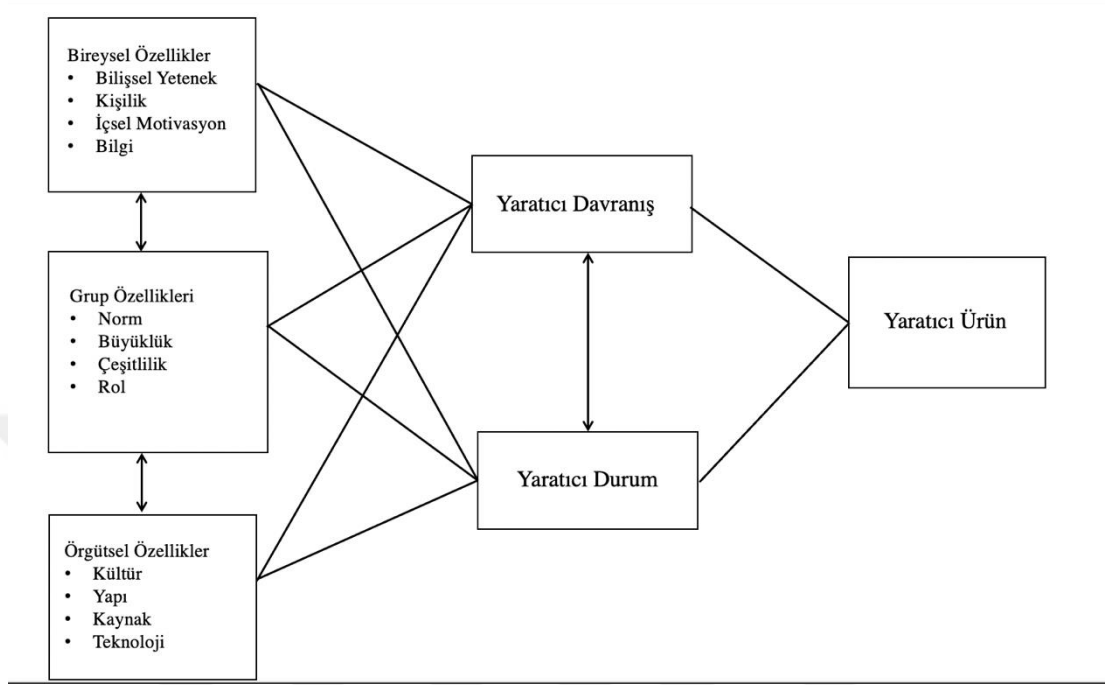 Bireysel Özellikler
• Bilişsel Yetenek
• Kişilik
• İçsel Motivasyon
• Bilgi
Grup Özellikleri
• Norm
• Büyüklük
• Çeşitlilik
• Rol
Örgütsel Özellikler
• Kültür
• Yapı
• Kaynak
• Teknoloji
Yaratıcı Davranış
Yaratıcı Durum
Yaratıcı Ürün